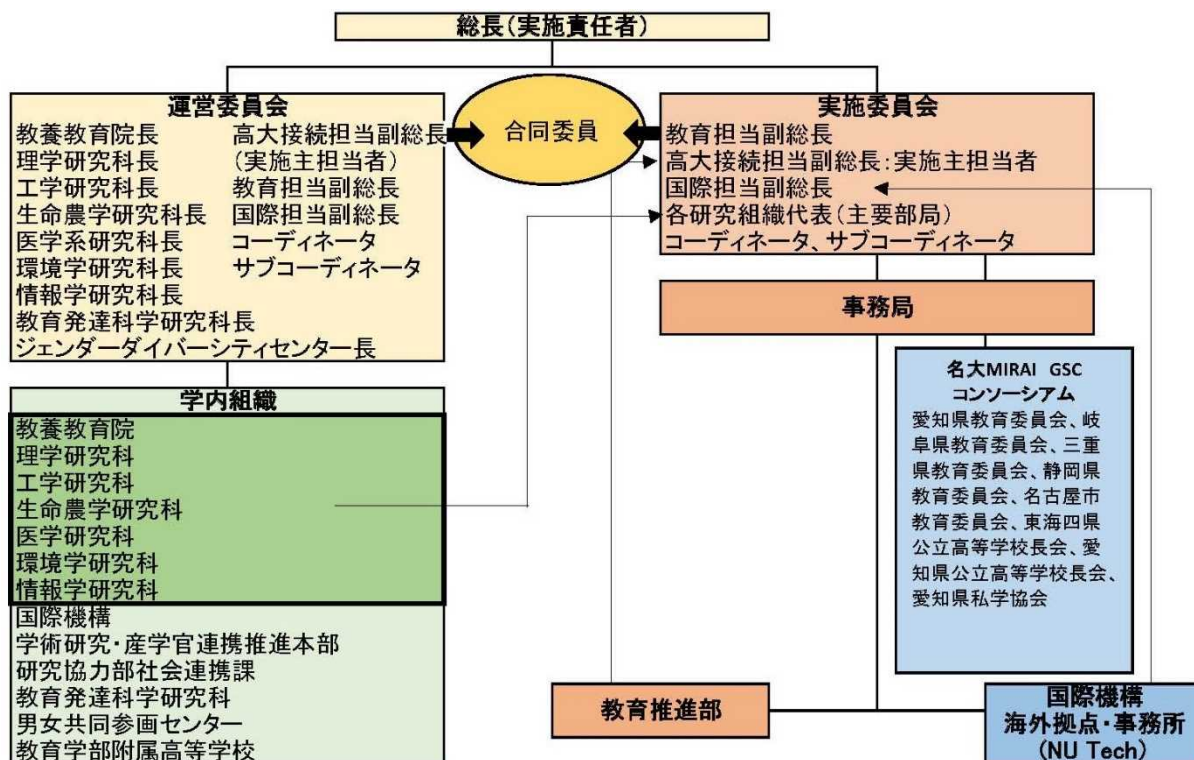 総長(実施責任者)
運営委員会
教養教育院長
理学研究科長
工学研究科長
生命農学研究科長
医学系研究科長
環境学研究科長
情報学研究科長
教育発達科学研究科長
ジェンダーダイバーシティセンター長
高大接続担当副総長
(実施主担当者)
教育担当副総長
国際担当副総長
コーディネータ
サブコーディネータ
合同委員
実施委員会
教育担当副総長
高大接続担当副総長:実施主担当者
国際担当副総長
各研究組織代表(主要部局)
コーディネータ、サブコーディネータ
事務局
学内組織
教養教育院
理学研究科
工学研究科
生命農学研究科
医学研究科
環境学研究科
情報学研究科
国際機構
学術研究・産学官連携推進本部
研究協力部社会連携課
教育発達科学研究科
男女共同参画センター
教育学部附属高等学校
名大MIRAI GSC
コンソーシアム
愛知県教育委員会、岐
阜県教育委員会、三重
県教育委員会、静岡県
教育委員会、名古屋市
教育委員会、東海四県
公立高等学校長会、愛
知県公立高等学校長会、
愛知県私学協会
教育推進部
国際機構
海外拠点・事務所
(NU Tech)